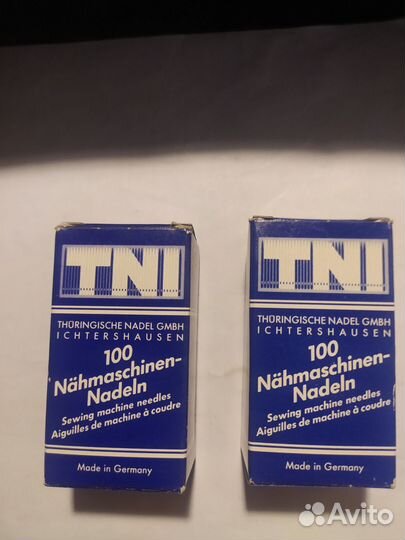 TNI
THÜRINGISCHE NADEL GMBH
ICHTERSHAUSEN
100
Nähmaschinen-
Nadeln
Sewing machine needles
Aiguilles de machine à coudre
Made in Germany
TNI
THÜRINGISCHE NADEL GMBH
ICHTERSHAUSEN
100
Nähmaschinen-
Nadeln
Sewing machine needles
Aiguilles de machine à coudre
Made in Germany
Avito